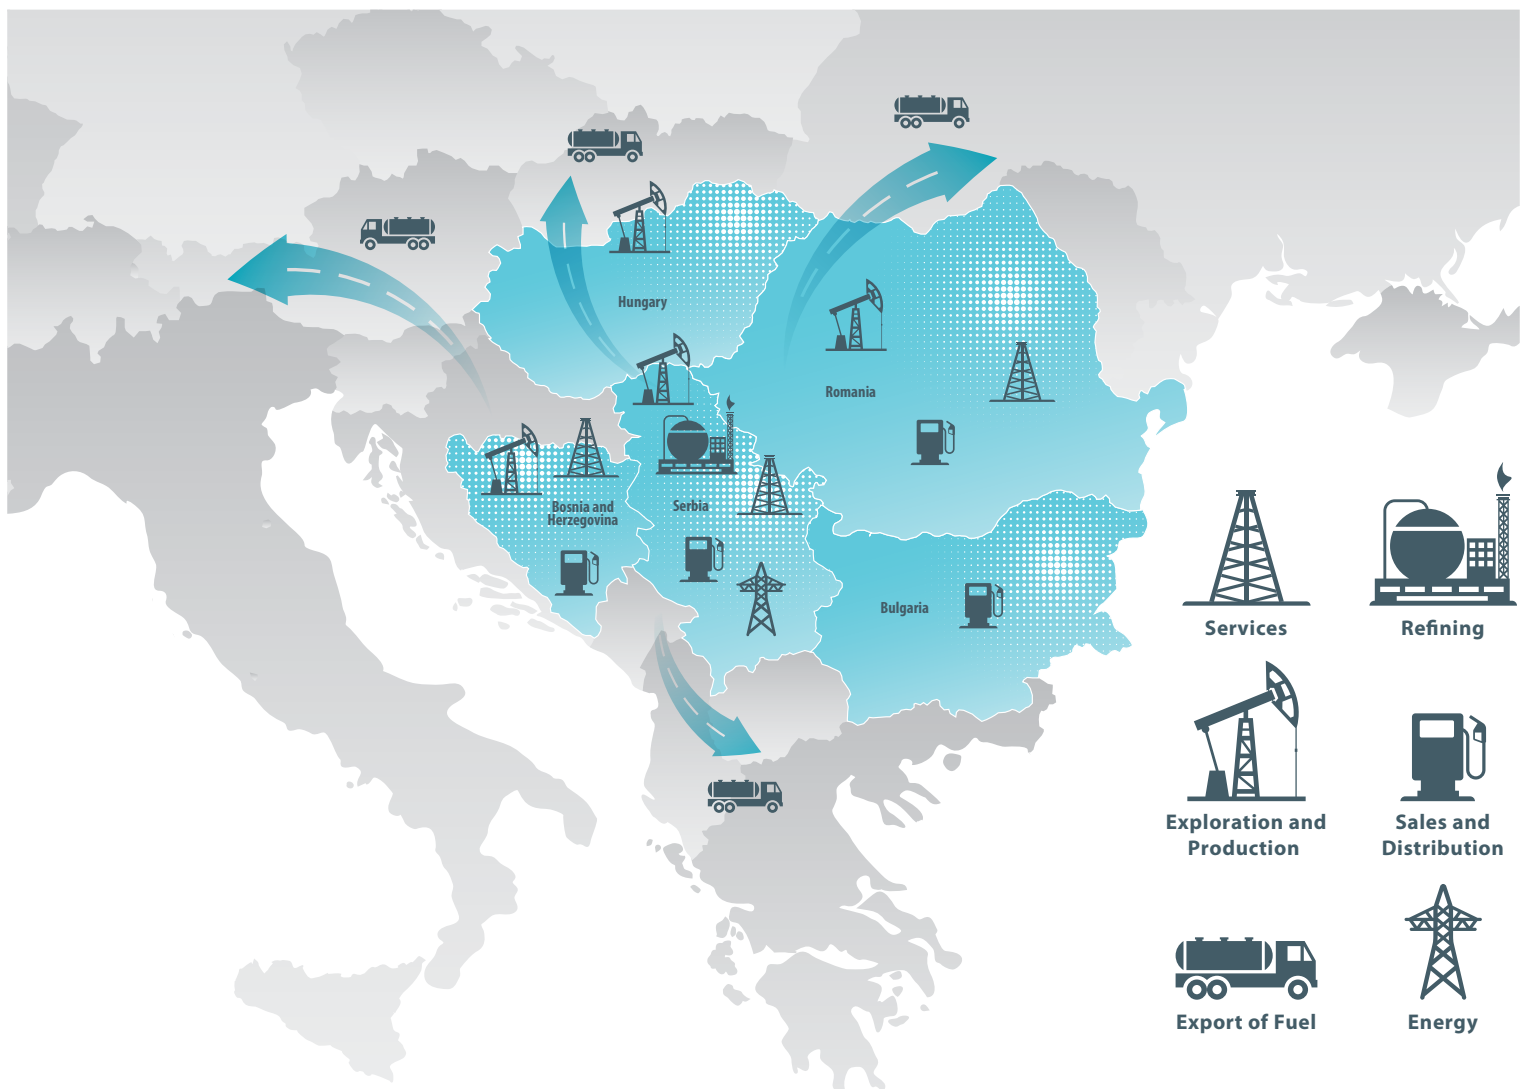 Hungary
Romania
Bosnia and
Herzegovina
Serbia
Bulgaria
Services
Refining
Exploration and
Production
Sales and
Distribution
Export of Fuel
Energy